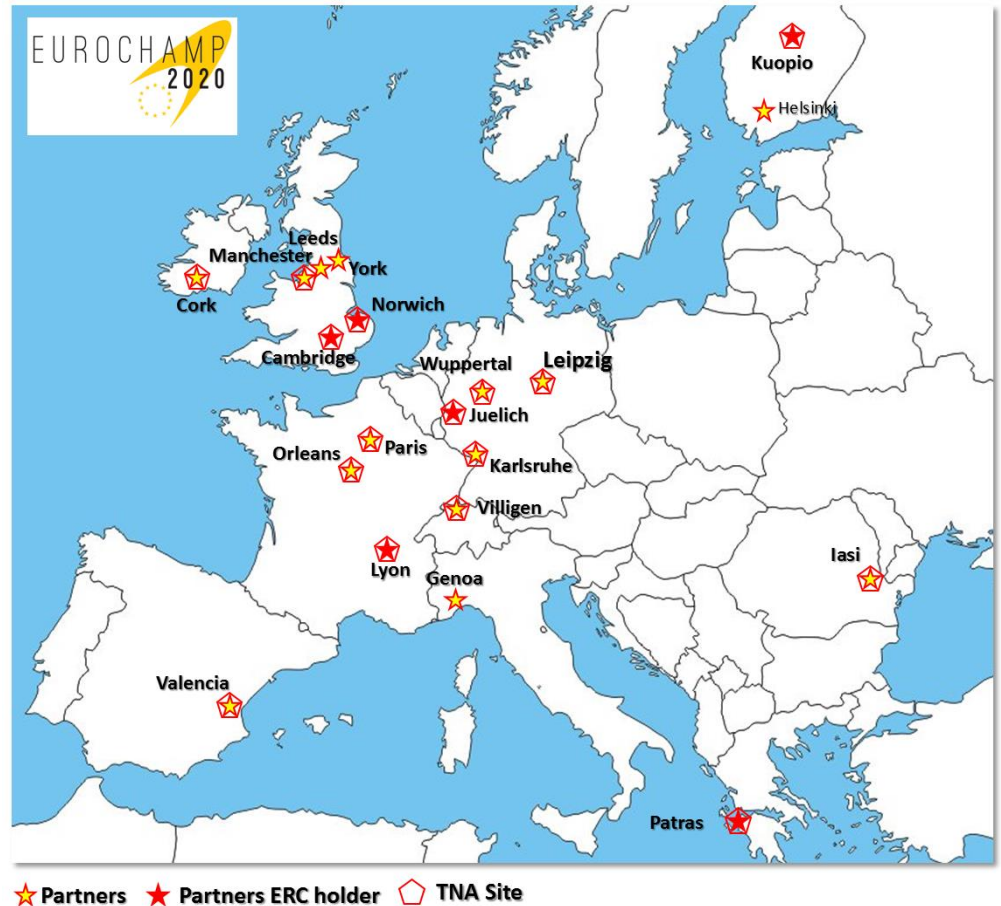 EUROCHAMP
2020
Kuopio
Helsinki
Leeds
Manchester
York
Cork
Norwich
Cambridge
Wuppertal
Leipzig
Juelich
Orleans
Paris
Karlsruhe
Villigen
Lyon
Genoa
Iasi
Valencia
Patras
Partners
Partners ERC holder
TNA Site